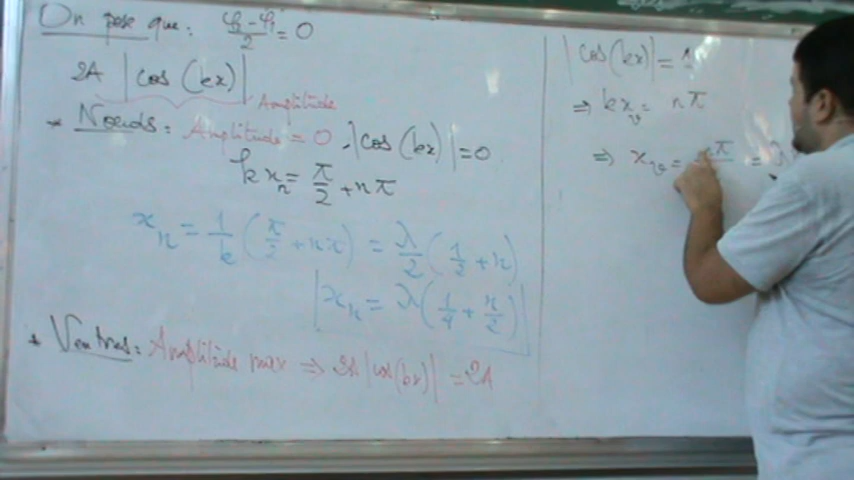 On pose que: (φ₂-φ₁)/2 = 0
2A |cos (kx)|
Amplitude
* Noeuds: Amplitude = 0, |cos (kx)| = 0
k xₙ = π/2 + nπ
xₙ = 1/k (π/2 + nπ) = λ/2 (1/2 + n)
|xₙ = λ (1/4 + n/2)|
* Ventres: Amplitude max ⇒ 2A |cos(kx)| = 2A
|cos(kx)| = 1
⇒ kxᵥ = nπ
⇒ xᵥ = π = λ